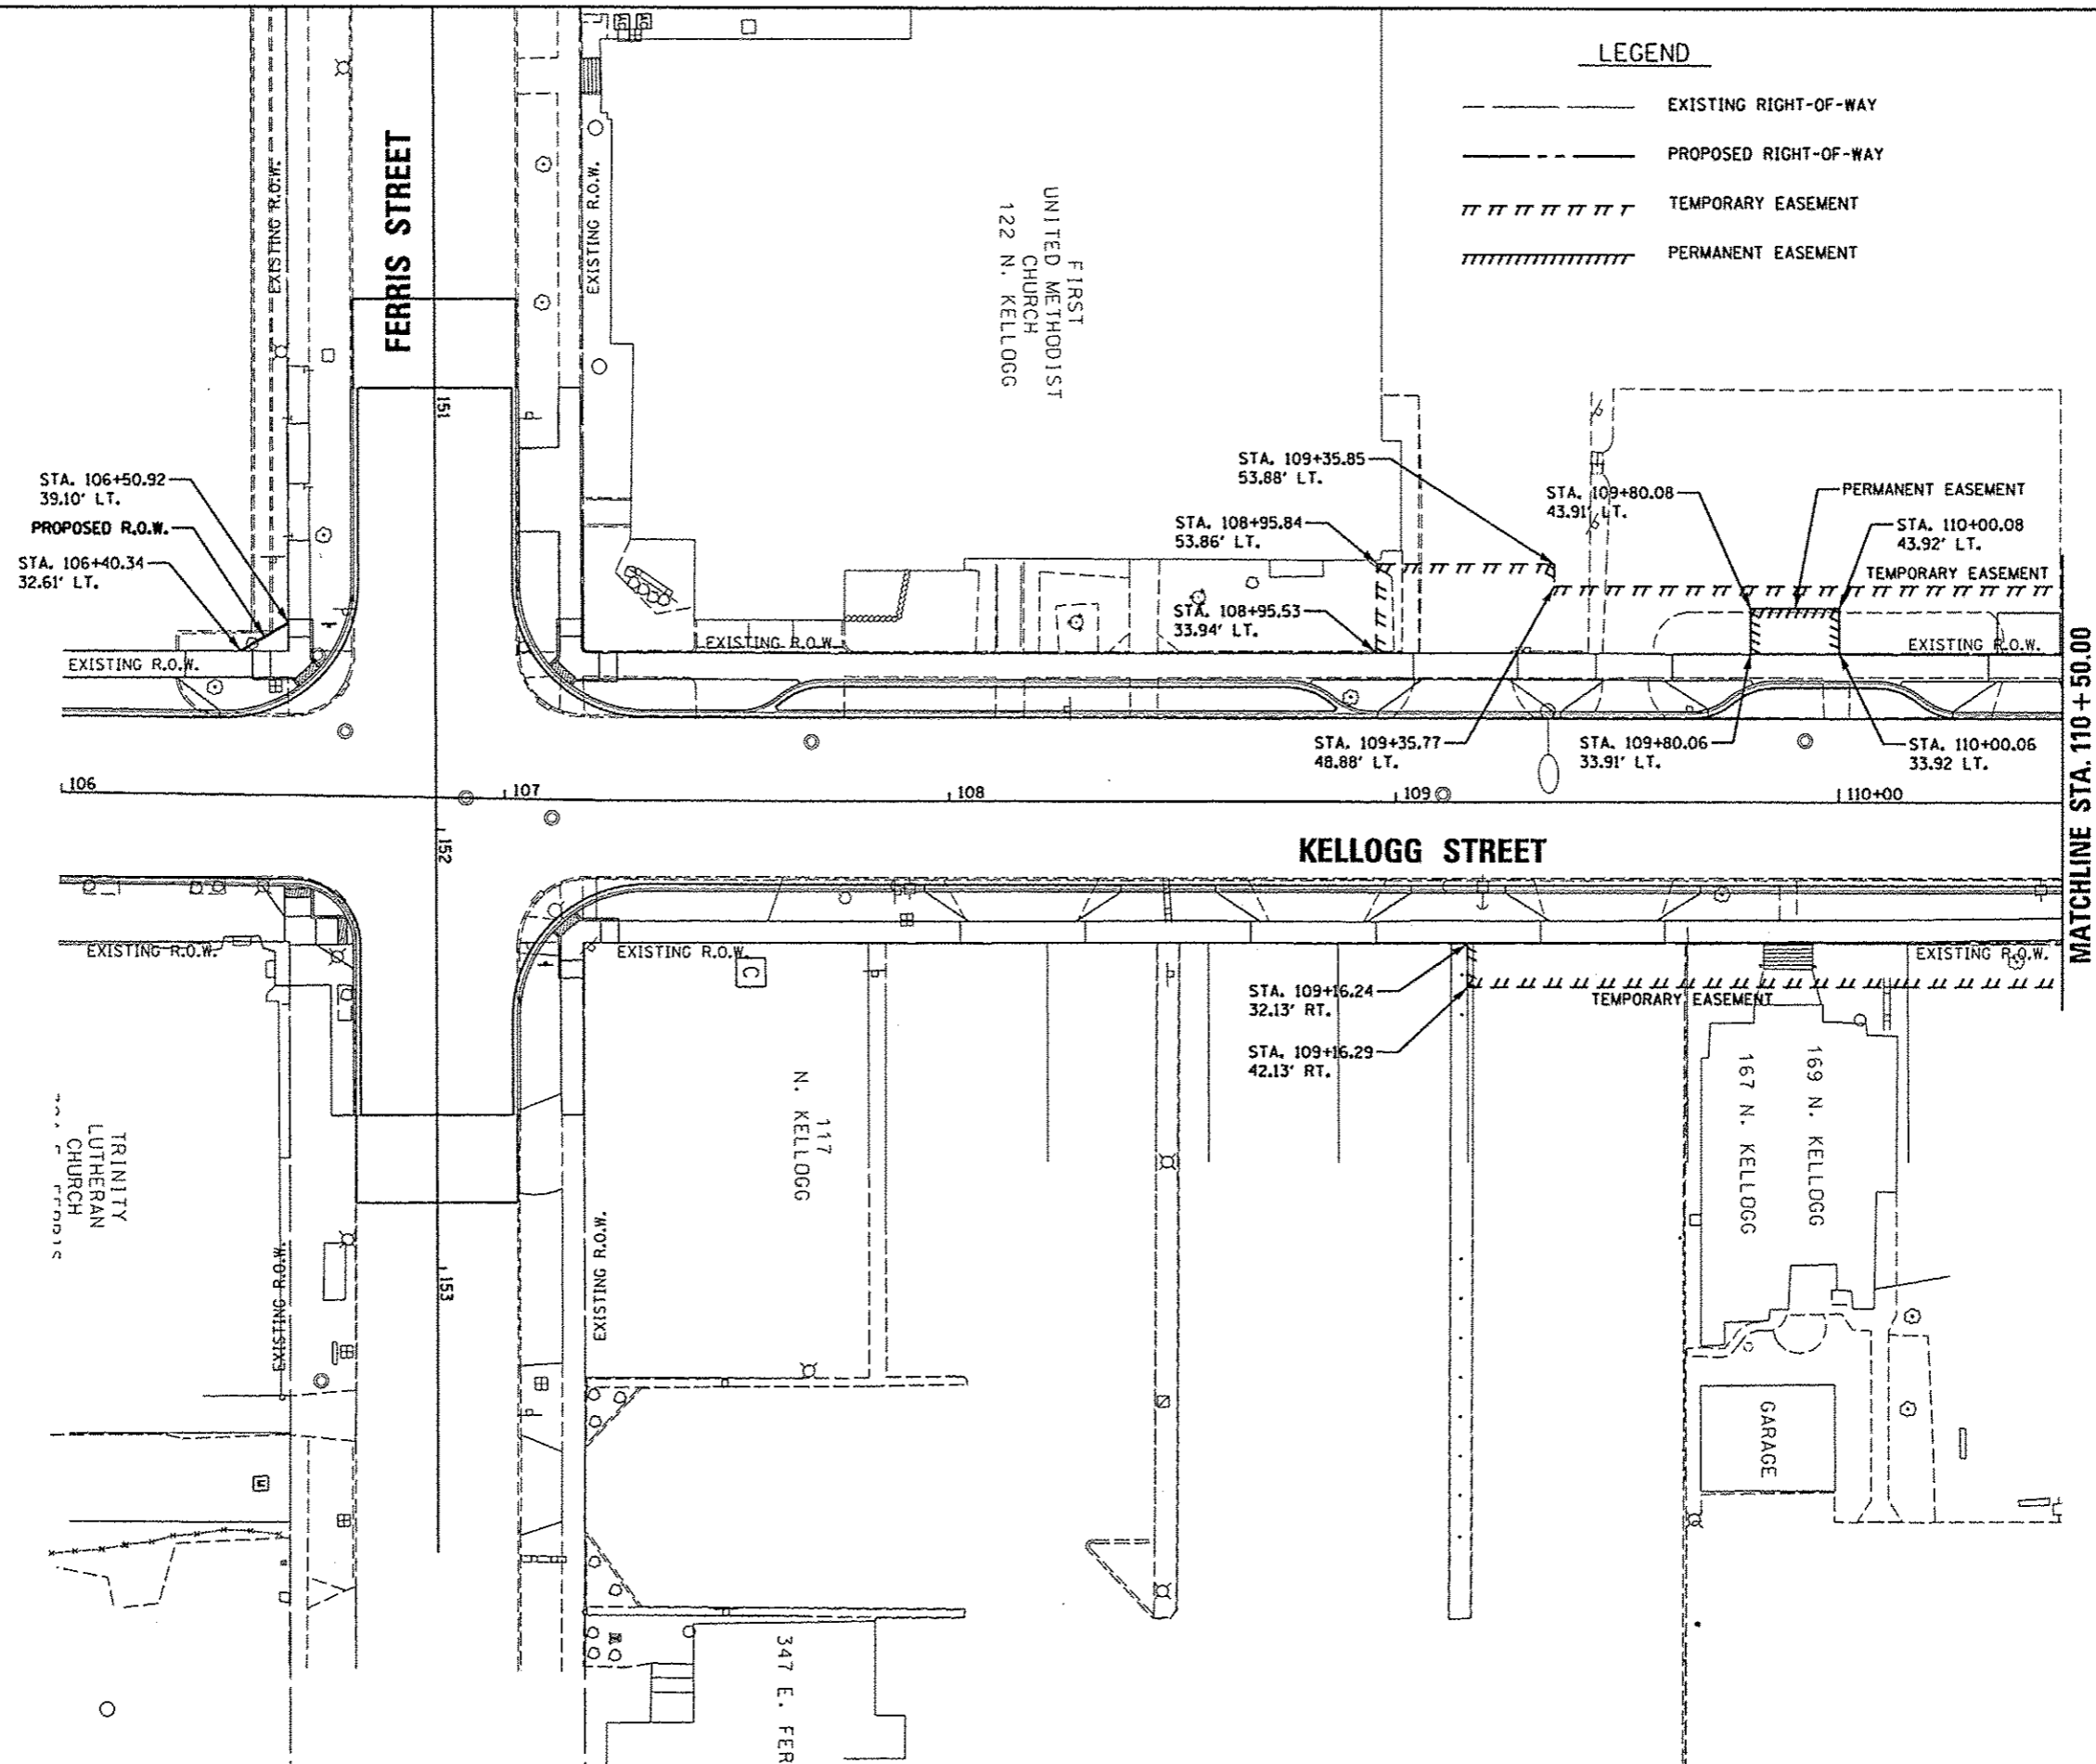 LEGEND
EXISTING RIGHT-OF-WAY
PROPOSED RIGHT-OF-WAY
TEMPORARY EASEMENT
PERMANENT EASEMENT
FERRIS STREET
EXISTING R.O.W.
EXISTING R.O.W.
FIRST
UNITED METHODIST
CHURCH
122 N. KELLOGG
151
STA. 106+50.92
39.10' LT.
PROPOSED R.O.W.
STA. 106+40.34
32.61' LT.
EXISTING R.O.W.
STA. 109+35.85
53.88' LT.
STA. 108+95.84
53.86' LT.
STA. 108+95.53
33.94' LT.
EXISTING R.O.W.
STA. 109+80.08
43.91' LT.
PERMANENT EASEMENT
STA. 110+00.08
43.92' LT.
TEMPORARY EASEMENT
EXISTING R.O.W.
STA. 109+35.77
48.88' LT.
STA. 109+80.06
33.91' LT.
STA. 110+00.06
33.92 LT.
MATCHLINE STA. 110+50.00
106
107
108
109
110+00
152
KELLOGG STREET
EXISTING R.O.W.
EXISTING R.O.W.
C
EXISTING R.O.W.
STA. 109+16.24
32.13' RT.
STA. 109+16.29
42.13' RT.
TEMPORARY EASEMENT
117
N. KELLOGG
169 N. KELLOGG
167 N. KELLOGG
TRINITY
LUTHERAN
CHURCH
EXISTING R.O.W.
153
EXISTING R.O.W.
GARAGE
347 E. FER